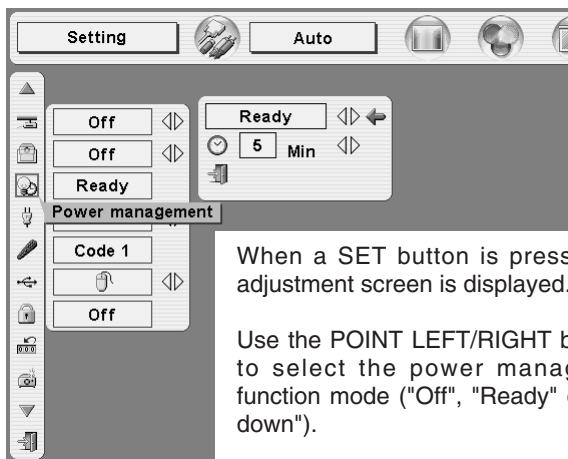 Setting
Auto
Off
Off
Ready
Power management
Code 1
Off
Ready
5 Min
When a SET button is press
adjustment screen is displayed.
Use the POINT LEFT/RIGHT b
to select the power manag
function mode ("Off", "Ready"
down").